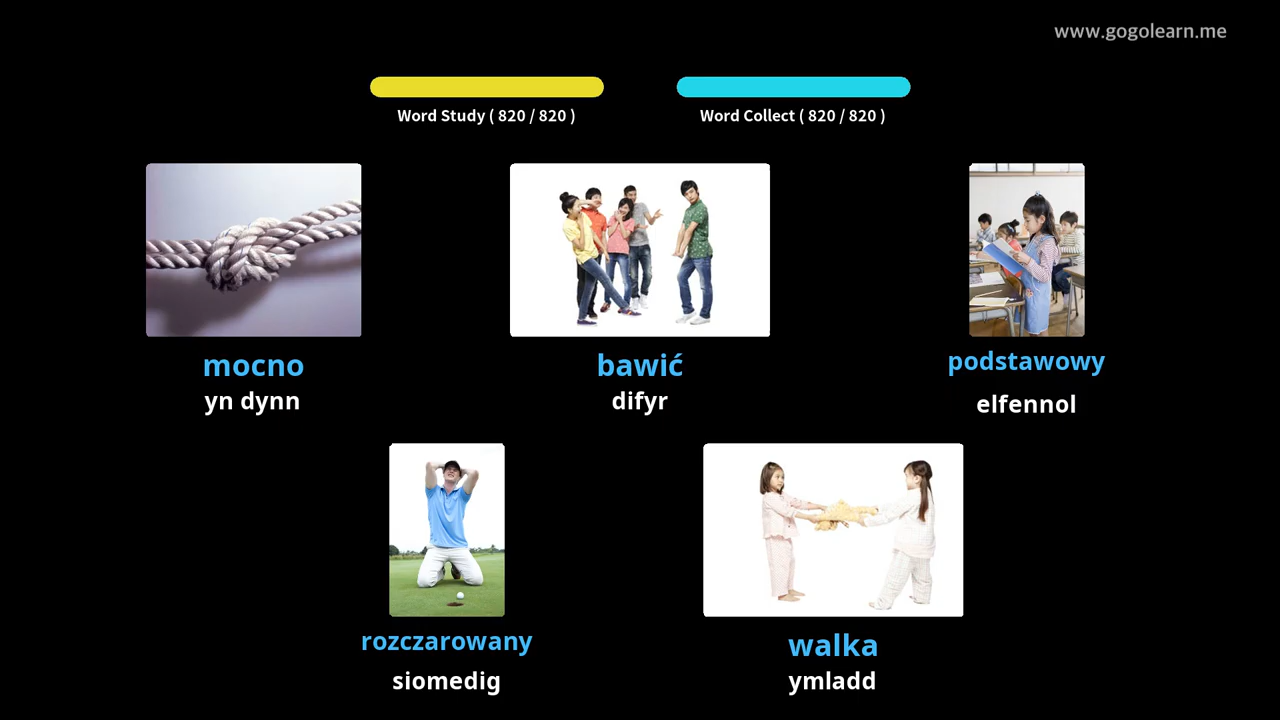 www.gogolearn.me
Word Study ( 820 / 820 )
Word Collect ( 820 / 820 )
mocno
yn dynn
bawić
difyr
podstawowy
elfennol
rozczarowany
siomedig
walka
ymladd